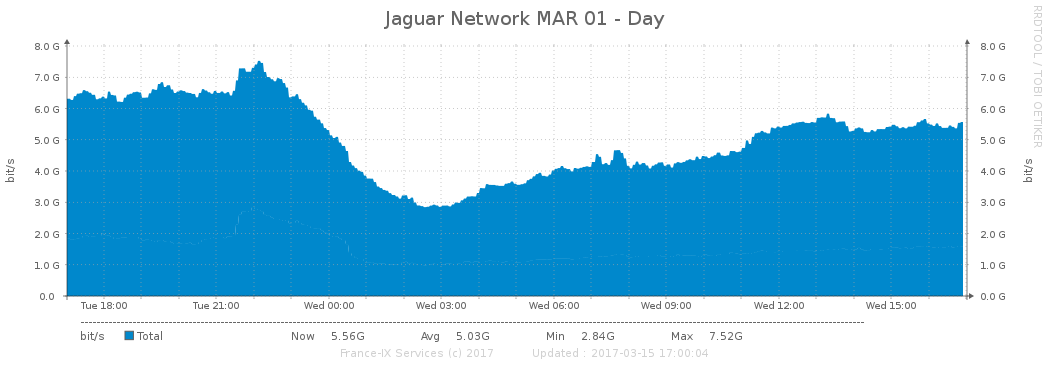 Jaguar Network MAR 01 - Day
RRDTOOL / TOBI OETIKER
8.0 G 8.0 G
7.0 G 7.0 G
6.0 G 6.0 G
5.0 G 5.0 G
4.0 G 4.0 G
3.0 G 3.0 G
2.0 G 2.0 G
1.0 G 1.0 G
0.0 0.0 G
bit/s
bit/s
Tue 18:00 Tue 21:00 Wed 00:00 Wed 03:00 Wed 06:00 Wed 09:00 Wed 12:00 Wed 15:00
bit/s Total Now 5.56G Avg 5.03G Min 2.84G Max 7.52G
France-IX Services (c) 2017 Updated : 2017-03-15 17:00:04